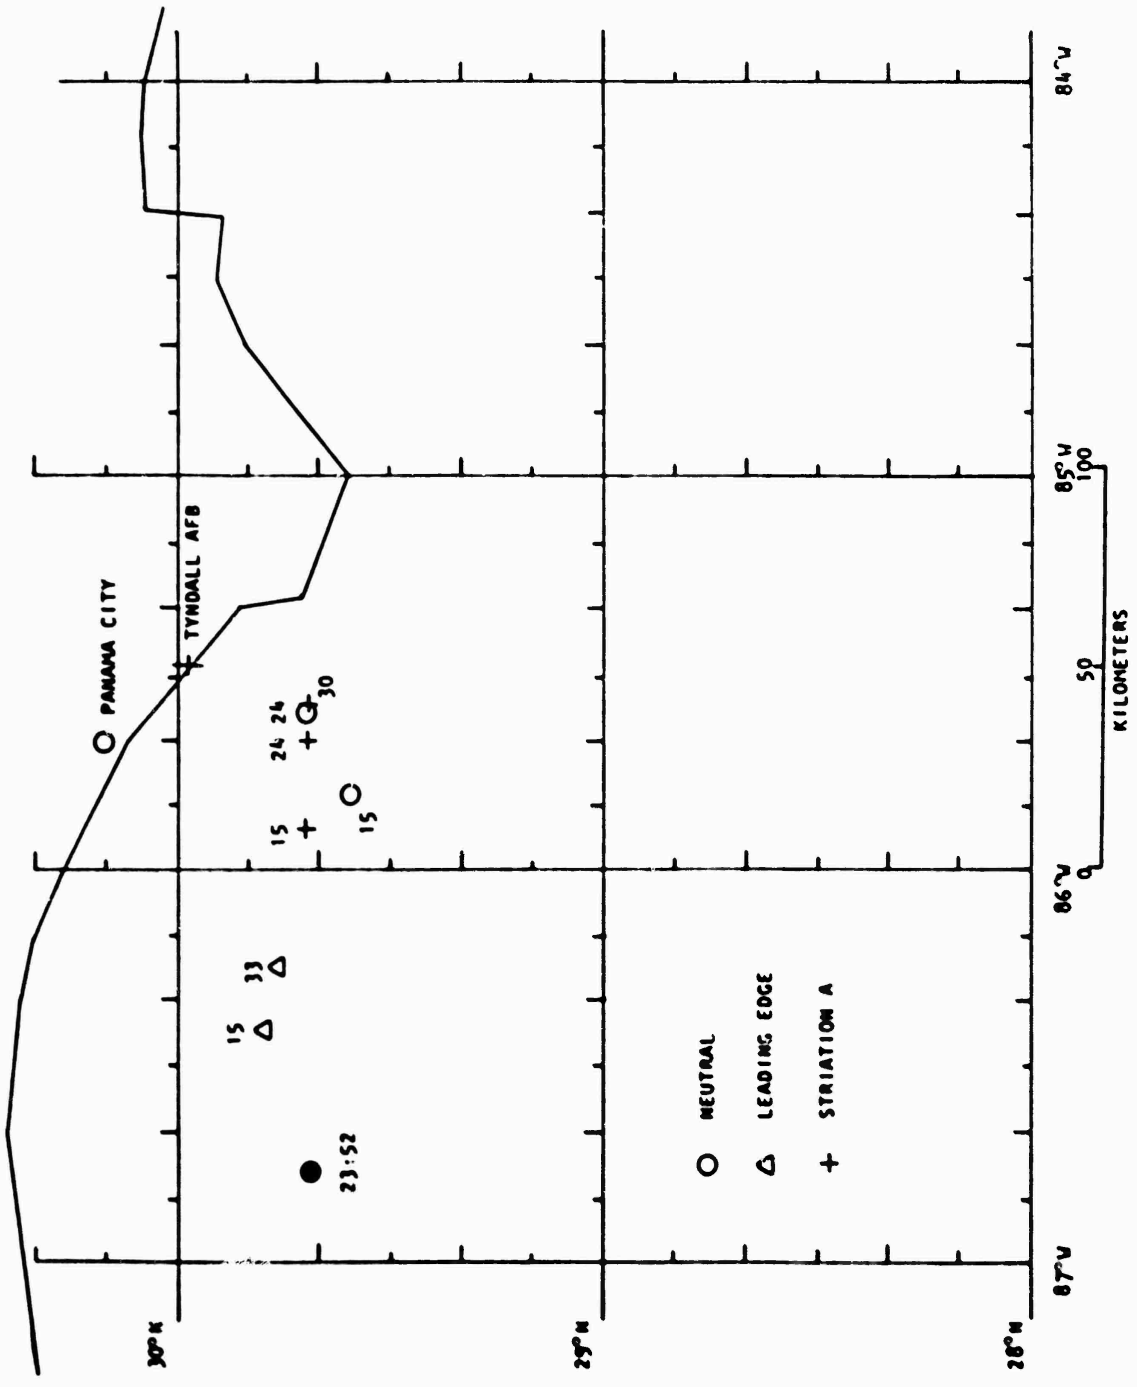 PANAMA CITY
TYNDALL AFB
30°N
24 24
30
15
15
33
15
23:52
29°N
O NEUTRAL
△ LEADING EDGE
+ STRIATION A
28°N
87°W
86°W
85°W
84°W
0
50
100
KILOMETERS